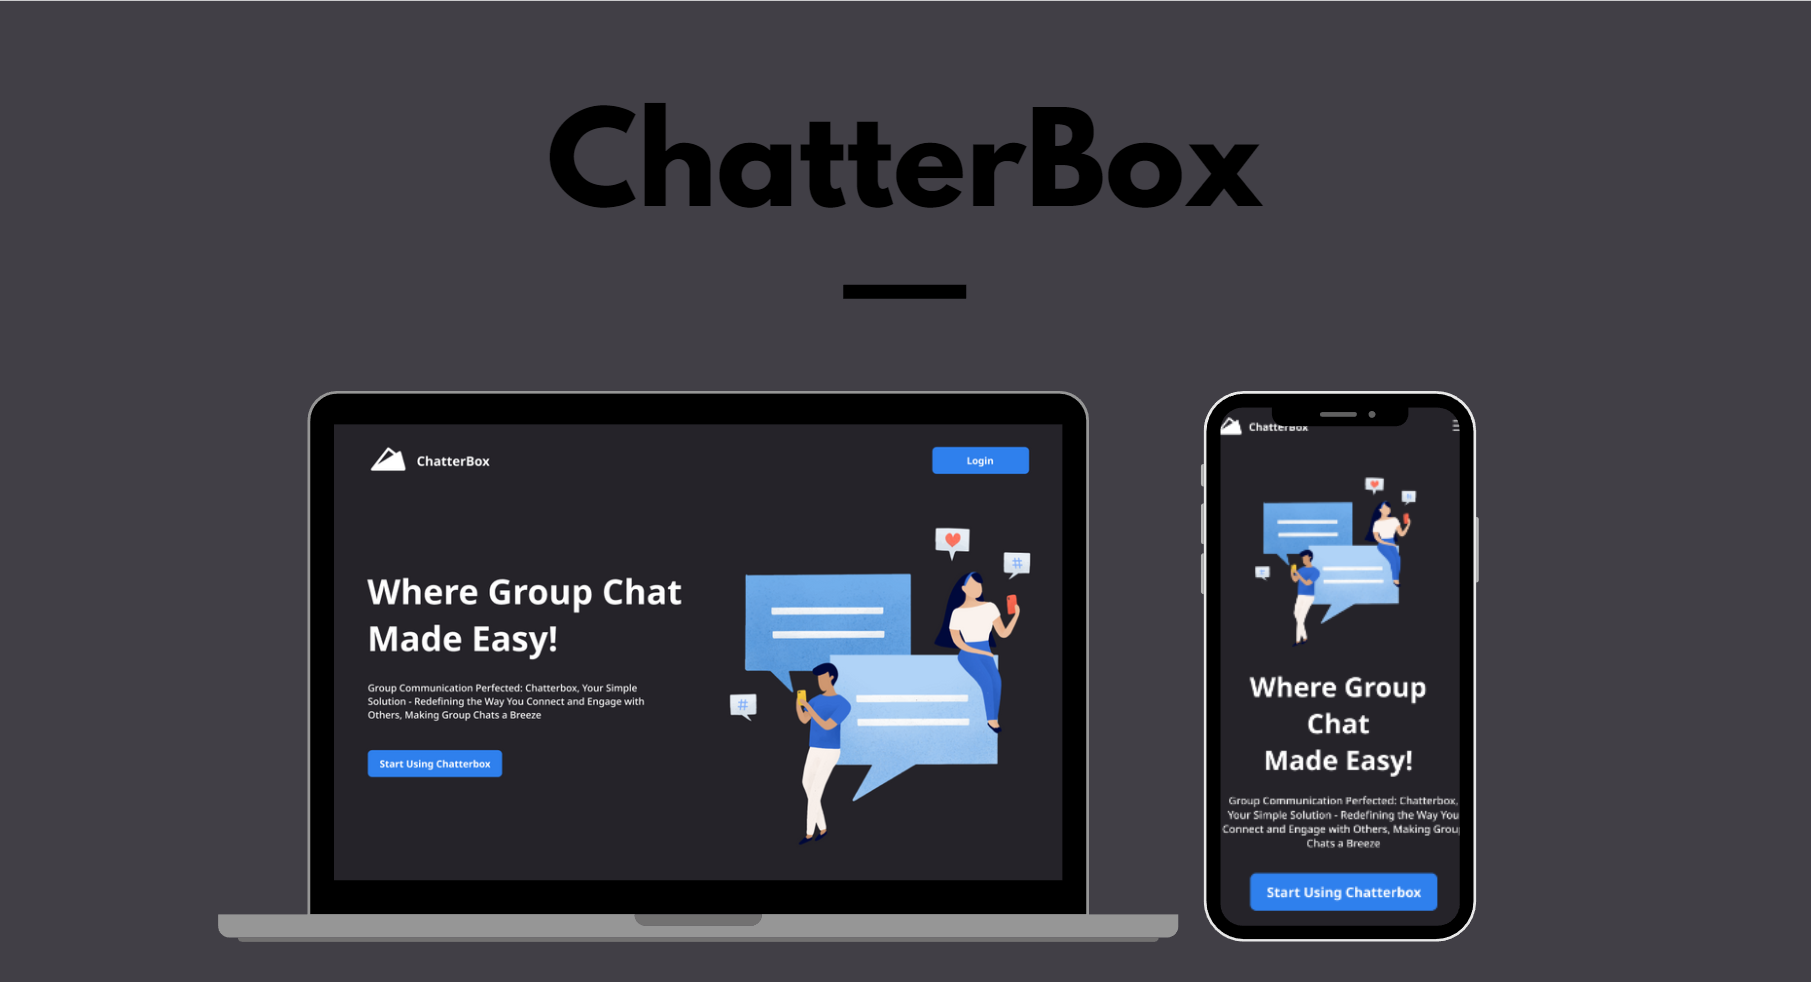 ChatterBox
ChatterBox
Login
Where Group Chat
Made Easy!
Group Communication Perfected: Chatterbox, Your Simple
Solution - Redefining the Way You Connect and Engage with
Others, Making Group Chats a Breeze
Start Using Chatterbox
#
#
ChatterBox
#
#
Where Group
Chat
Made Easy!
Group Communication Perfected: Chatterbox,
Your Simple Solution - Redefining the Way You
Connect and Engage with Others, Making Group
Chats a Breeze
Start Using Chatterbox